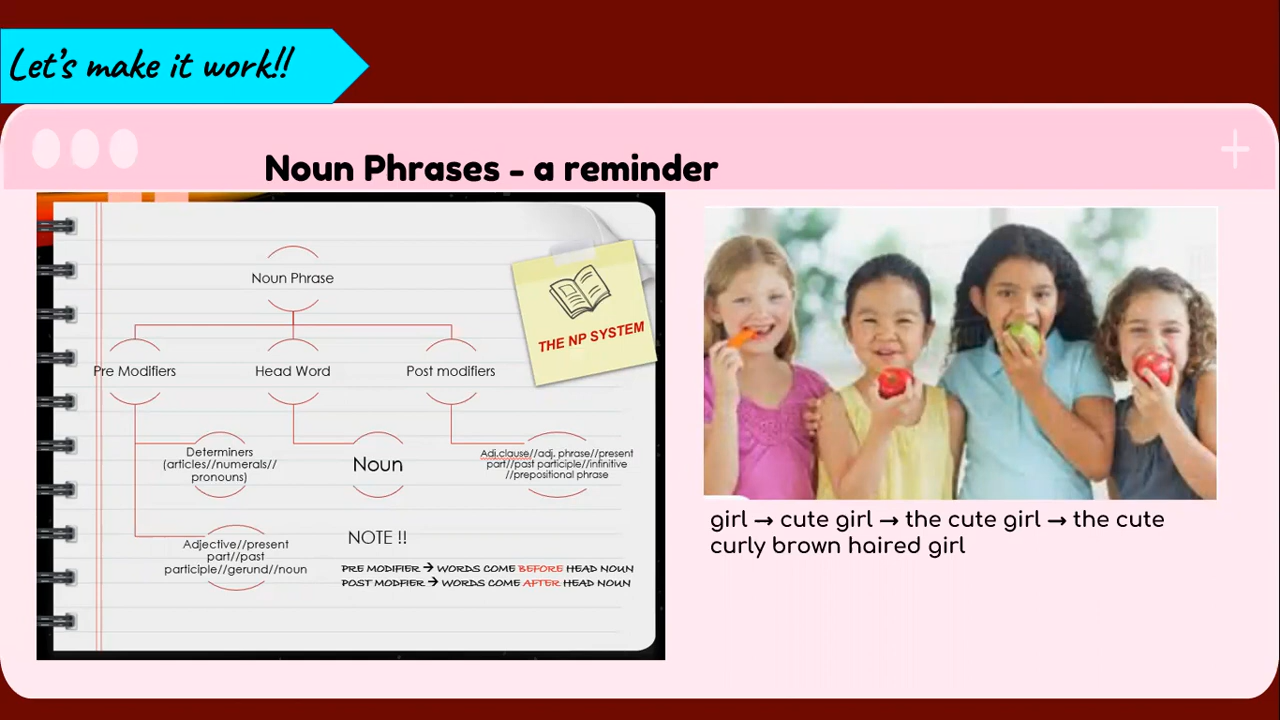 Let's make it work!!
Noun Phrases - a reminder
Noun Phrase
THE NP SYSTEM
Pre Modifiers
Head Word
Post modifiers
Determiners
(articles//numerals//
pronouns)
Noun
Adj.clause//adj. phrase//present
part//past participle//infinitive
//prepositional phrase
Adjective//present
part//past
participle//gerund//noun
NOTE !!
PRE MODIFIER → WORDS COME BEFORE HEAD NOUN
POST MODFIER → WORDS COME AFTER HEAD NOUN
girl → cute girl → the cute girl → the cute
curly brown haired girl